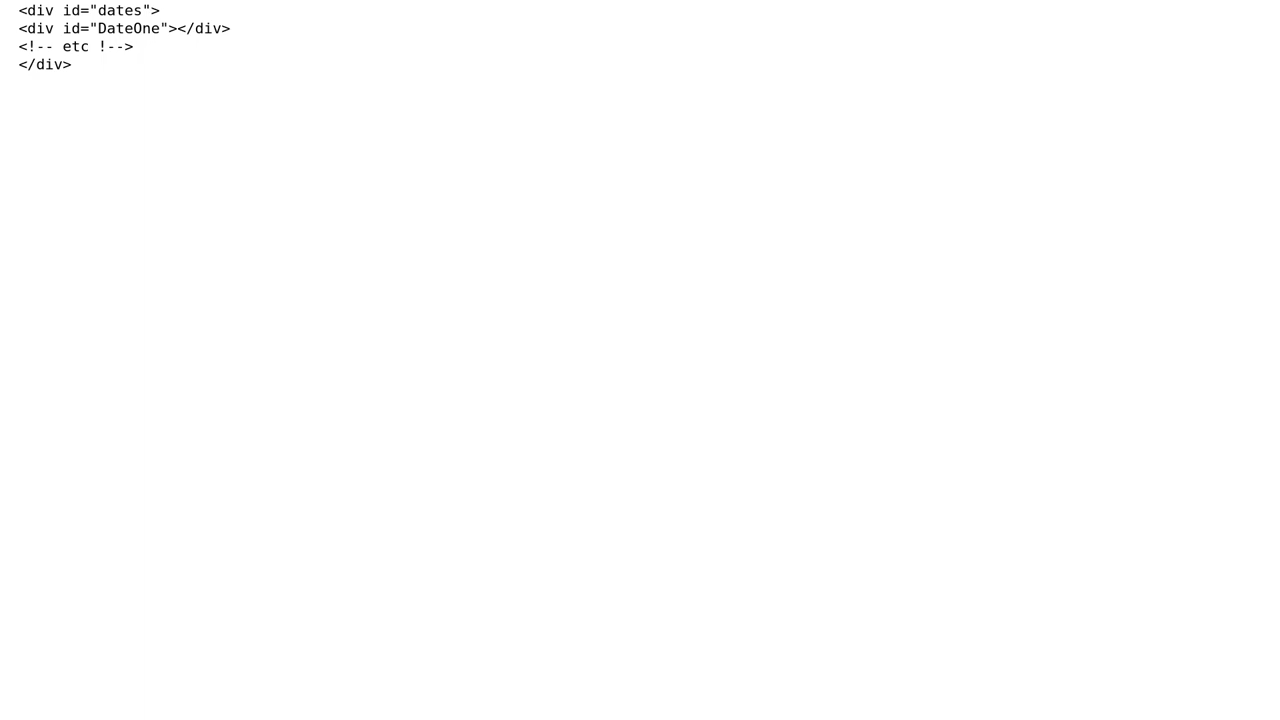 <div id="dates">
<div id="DateOne"></div>
<!-- etc !-->
</div>